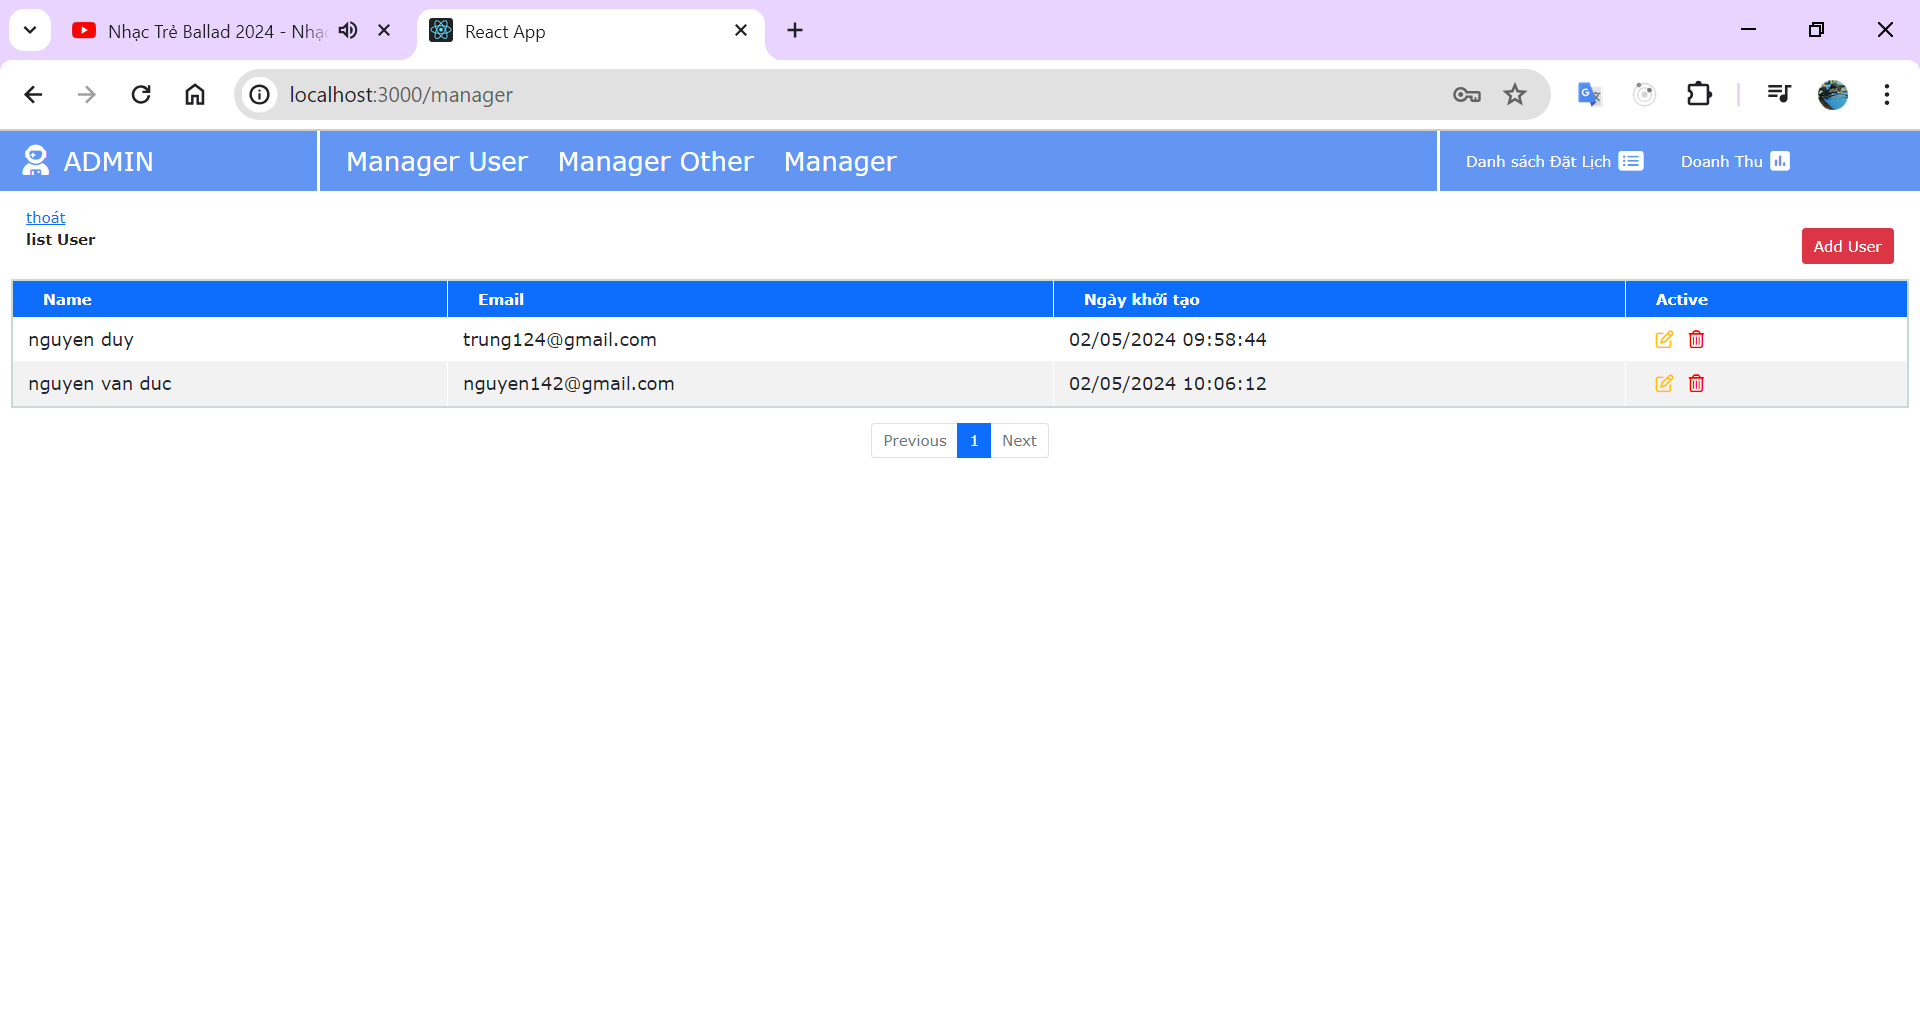 Nhạc Trẻ Ballad 2024 - Nhạc
React App
localhost:3000/manager
ADMIN
Manager User
Manager Other
Manager
Danh sách Đặt Lịch
Doanh Thu
thoát
list User
Add User
Name Email Ngày khởi tạo Active
nguyen duy trung124@gmail.com 02/05/2024 09:58:44
nguyen van duc nguyen142@gmail.com 02/05/2024 10:06:12
Previous 1 Next